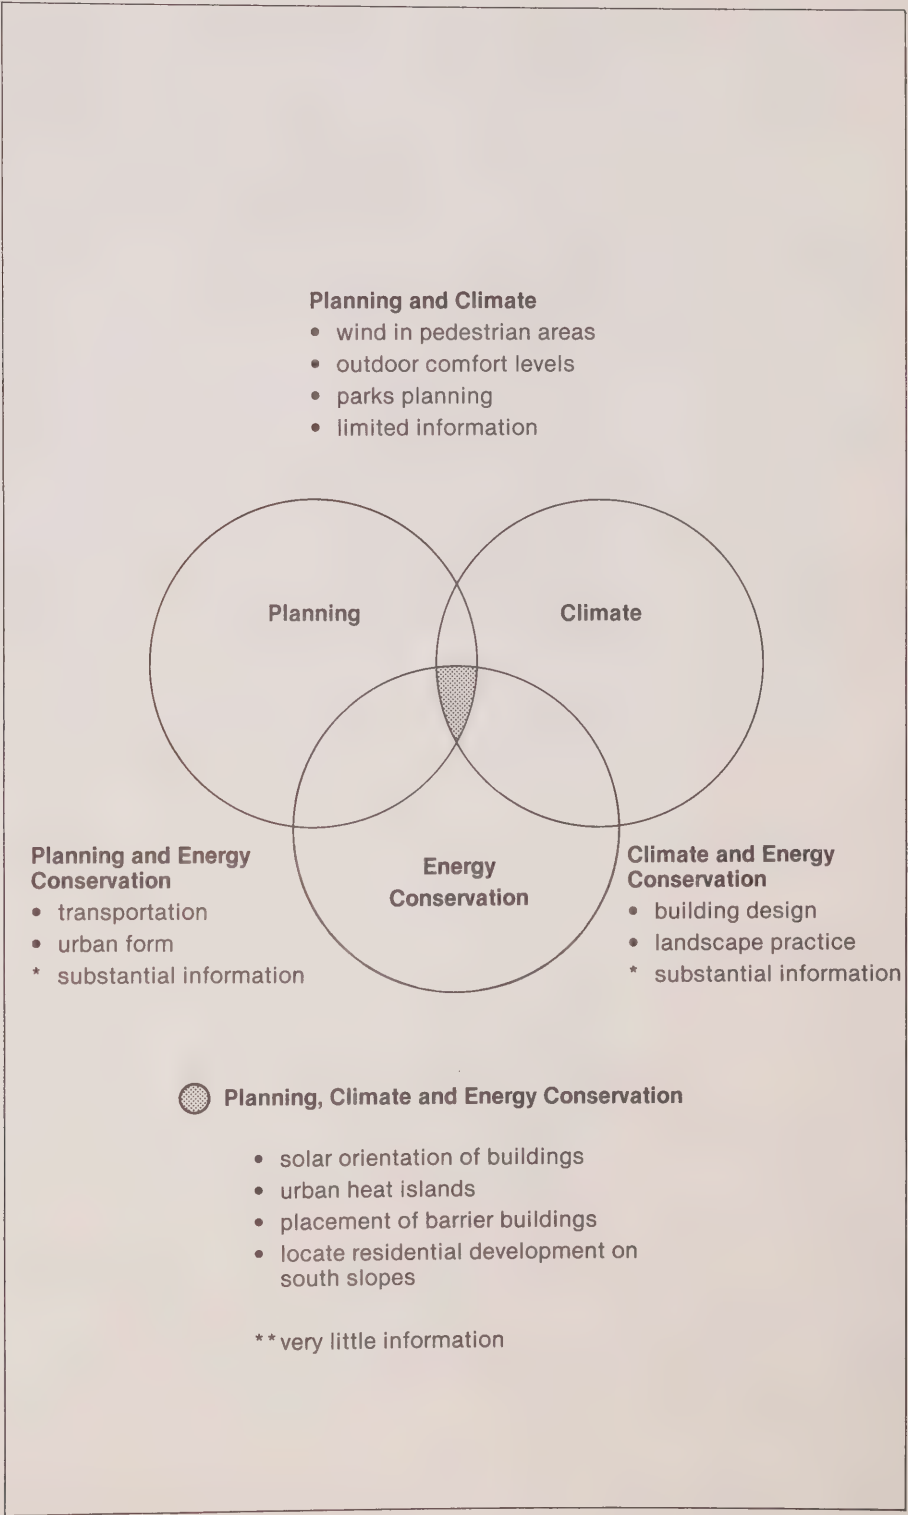 Planning and Climate
• wind in pedestrian areas
• outdoor comfort levels
• parks planning
• limited information
Planning
Climate
Energy
Conservation
Planning and Energy
Conservation
• transportation
• urban form
* substantial information
Climate and Energy
Conservation
• building design
• landscape practice
* substantial information
Planning, Climate and Energy Conservation
• solar orientation of buildings
• urban heat islands
• placement of barrier buildings
• locate residential development on
south slopes
** very little information